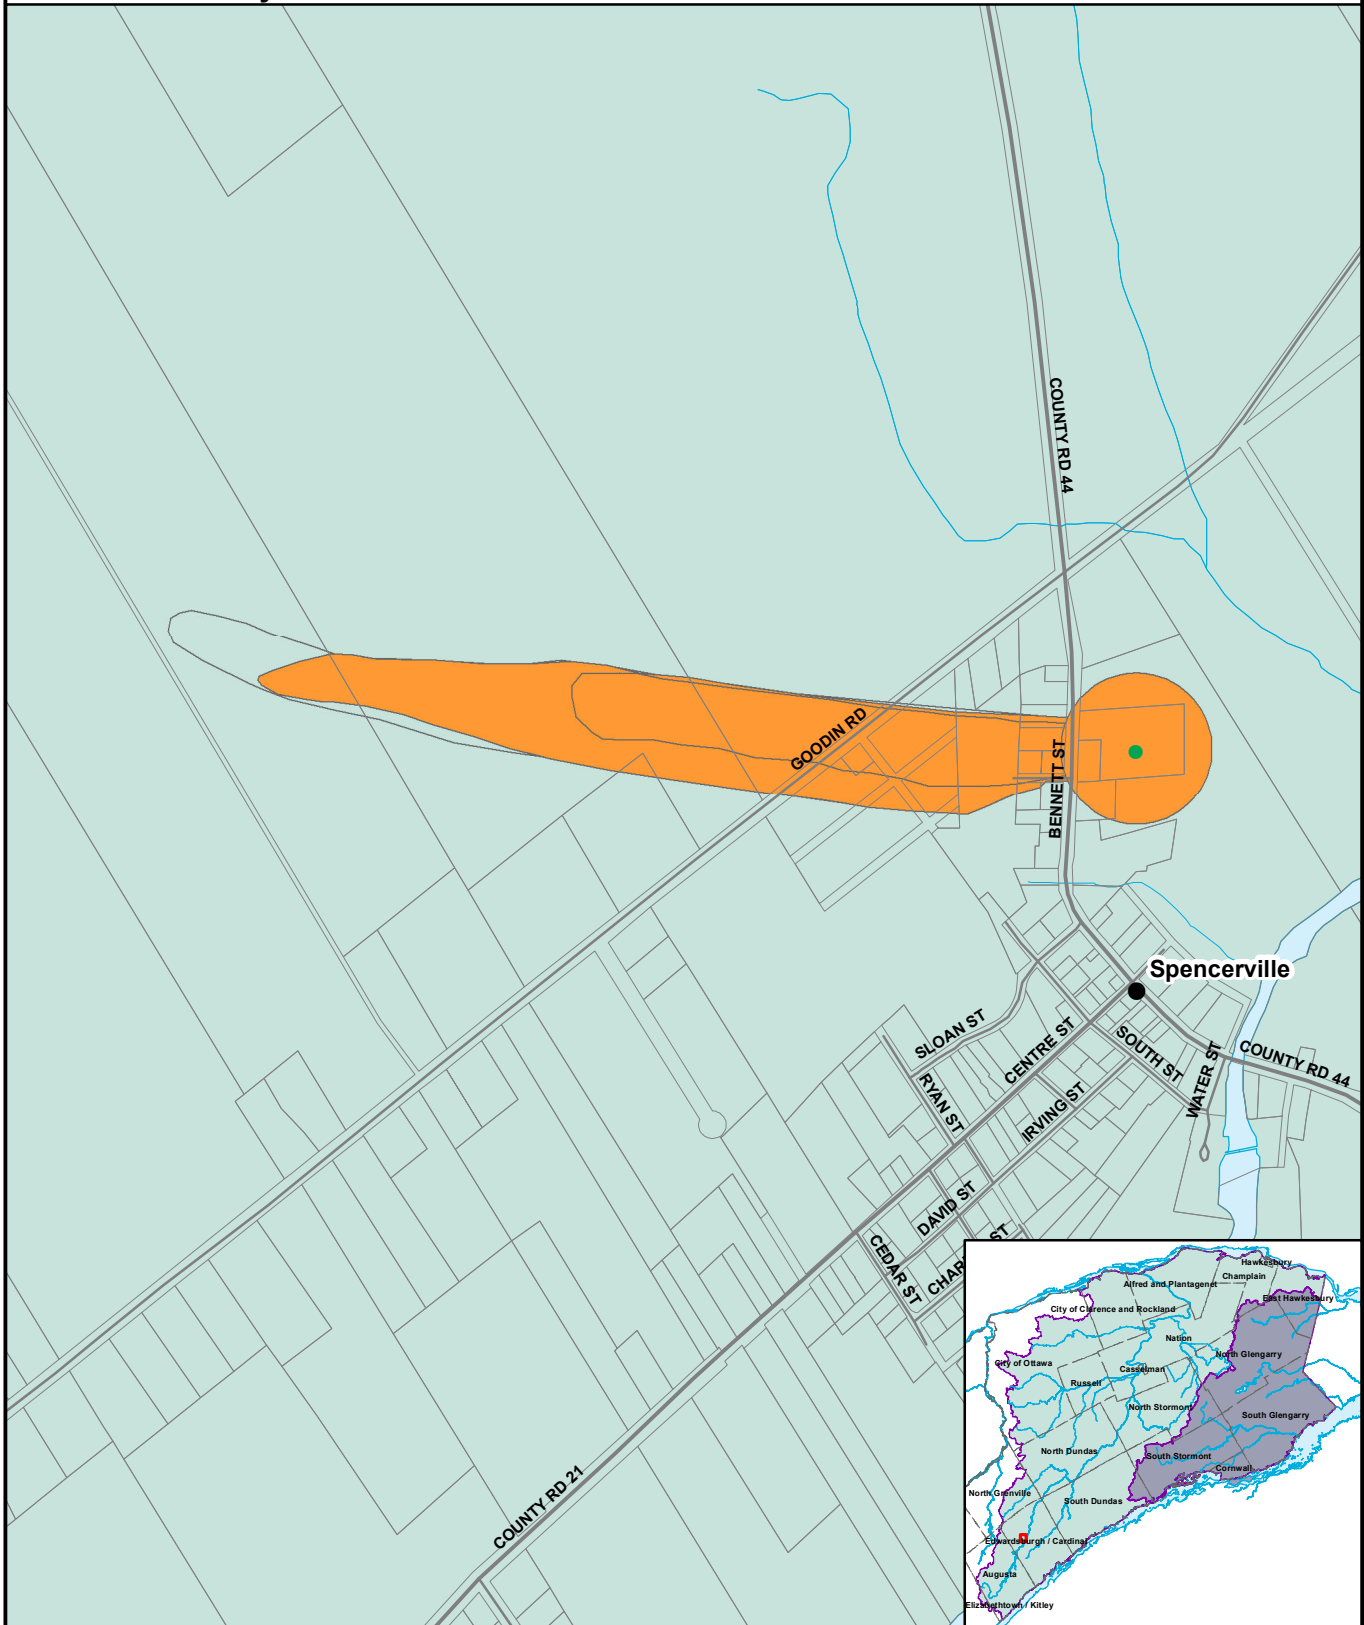 COUNTY RD 44
GOODIN RD
BENNETT ST
Spencerville
SLOAN ST
CENTRE ST
SOUTH ST
WATER ST
COUNTY RD 44
RYAN ST
IRVING ST
DAVID ST
CEDAR ST
ST
COUNTY RD 21
Hawkesbury
Champlain
Alfred and Plantagenet
East Hawkesbury
City of Clarence and Rockland
Nation
North Glengarry
City of Ottawa
Casselman
Russell
North Stormont
South Glengarry
North Dundas
South Stormont
Cornwall
North Grenville
South Dundas
Edwardsburgh / Cardinal
Augusta
Elizabethtown / Kitley